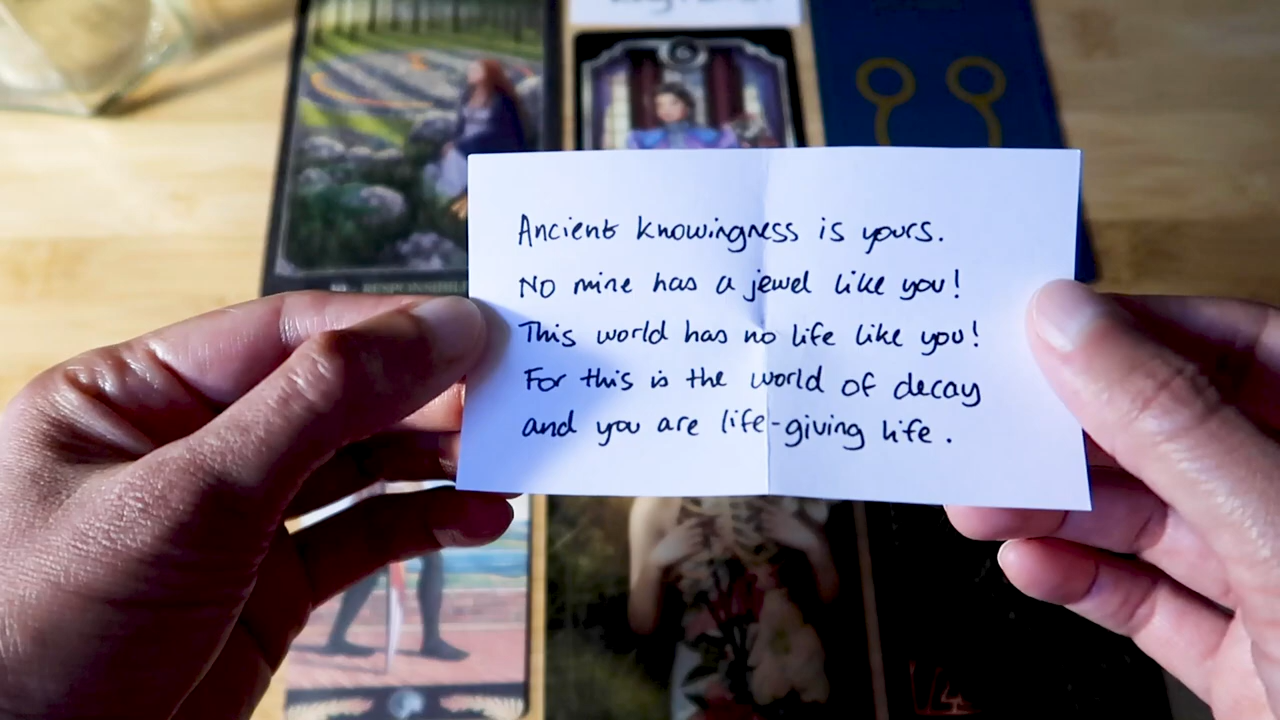 Ancient knowingness is yours.
No mine has a jewel like you!
This world has no life like you!
For this is the world of decay
and you are life-giving life.